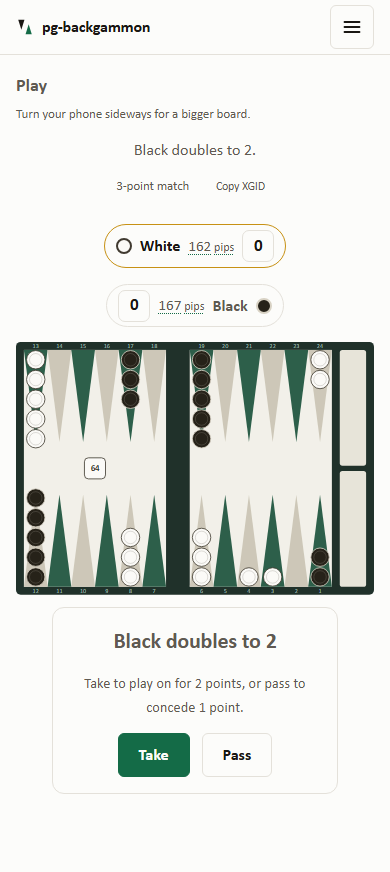 pg-backgammon
Play
Turn your phone sideways for a bigger board.
Black doubles to 2.
3-point match Copy XGID
White 162 pips 0
0 167 pips Black
13 14 15 16 17 18 19 20 21 22 23 24
64
12 11 10 9 8 7 6 5 4 3 2 1
Black doubles to 2
Take to play on for 2 points, or pass to
concede 1 point.
Take Pass